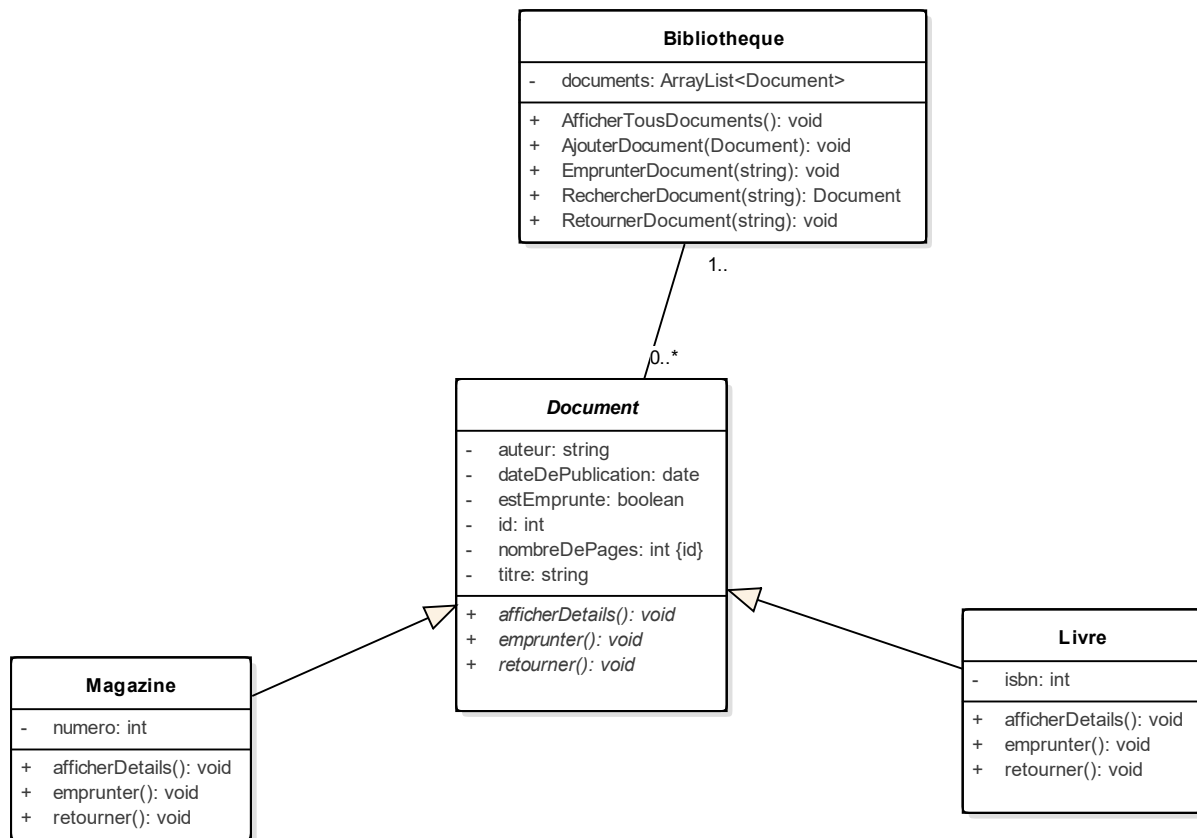 Bibliotheque
- documents: ArrayList<Document>
+ AfficherTousDocuments(): void
+ AjouterDocument(Document): void
+ EmprunterDocument(string): void
+ RechercherDocument(string): Document
+ RetournerDocument(string): void
1..
0..*
Document
- auteur: string
- dateDePublication: date
- estEmprunte: boolean
- id: int
- nombreDePages: int {id}
- titre: string
+ afficherDetails(): void
+ emprunter(): void
+ retourner(): void
Magazine
- numero: int
+ afficherDetails(): void
+ emprunter(): void
+ retourner(): void
Livre
- isbn: int
+ afficherDetails(): void
+ emprunter(): void
+ retourner(): void